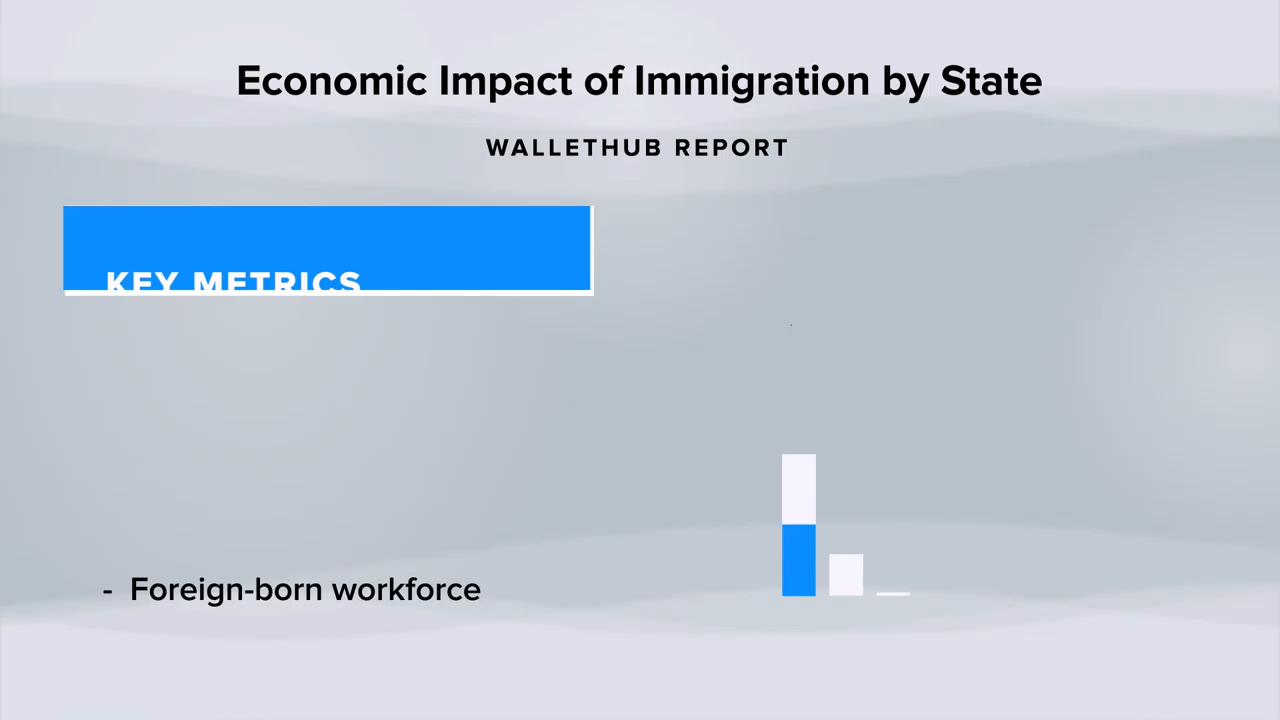 Economic Impact of Immigration by State
WALLETHUB REPORT
KEY METRICS
- Foreign-born workforce